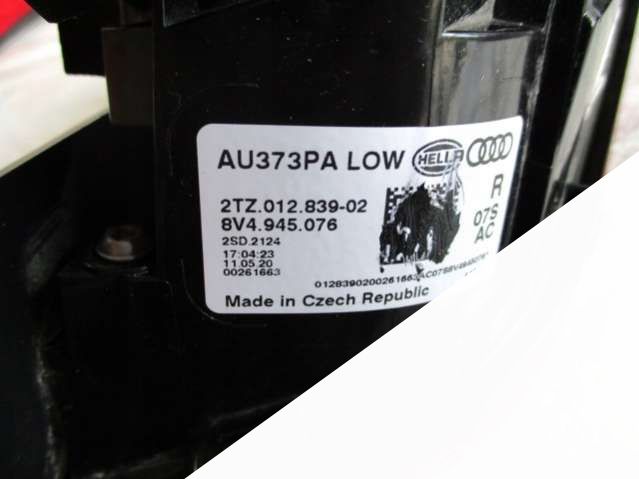 AU373PA LOW HELLA
2TZ.012.839-02
8V4.945.076
2SD.2124
17:04:23
11.05.20
00261663
R
07S
AC
Made in Czech Republic